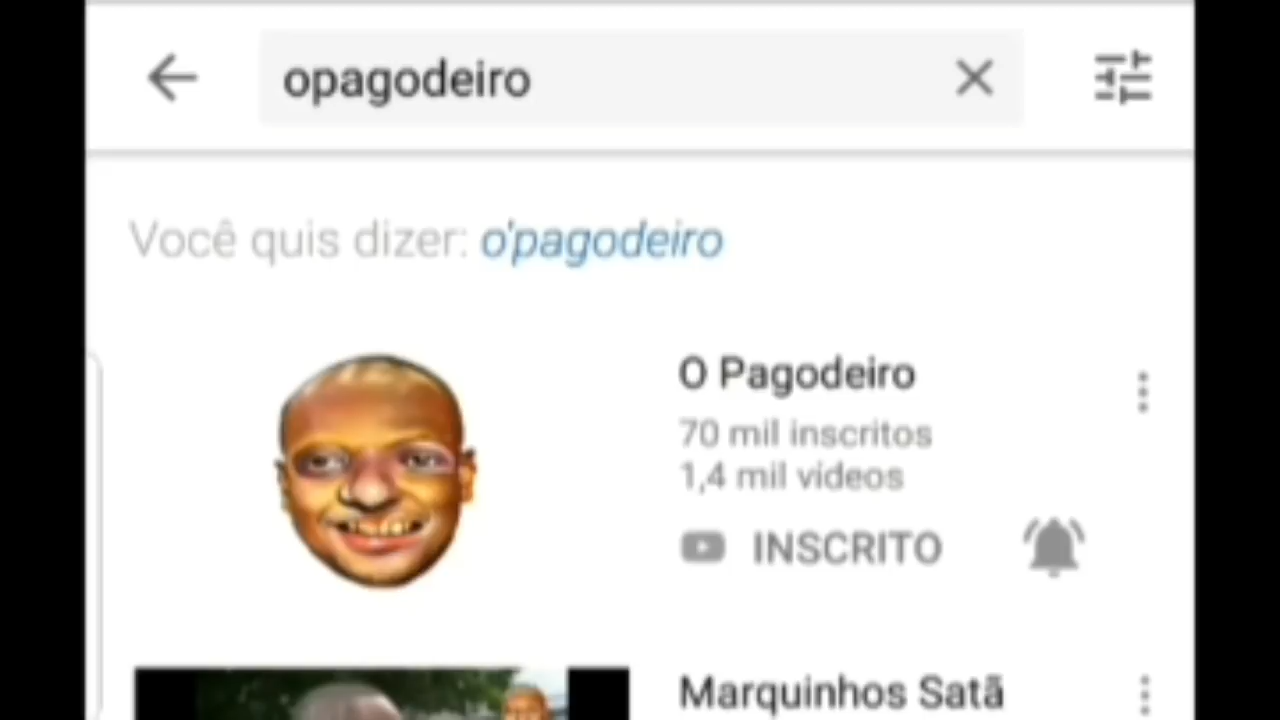 opagodeiro
Você quis dizer: o'pagodeiro
O Pagodeiro
70 mil inscritos
1,4 mil vídeos
INSCRITO
Marquinhos Satã